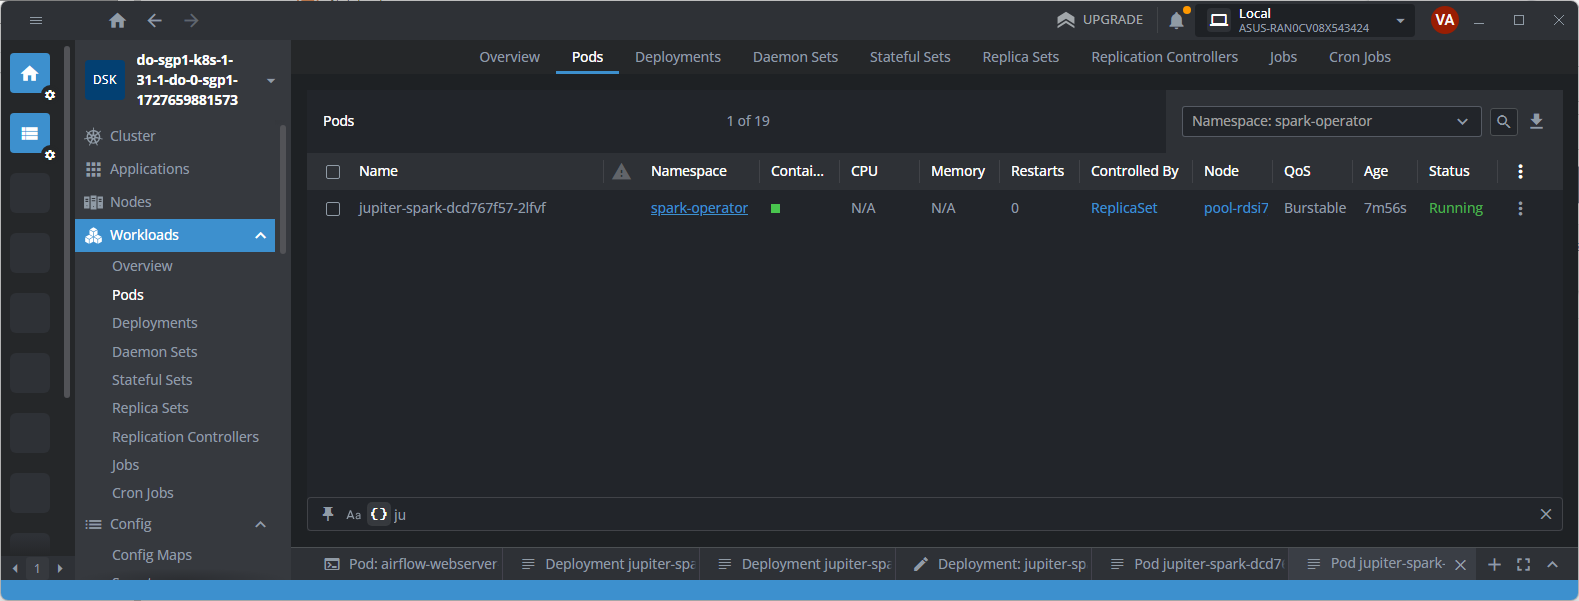 UPGRADE
Local
ASUS-RAN0CV08X543424
VA
DSK
do-sgp1-k8s-1-
31-1-do-0-sgp1-
1727659881573
Overview
Pods
Deployments
Daemon Sets
Stateful Sets
Replica Sets
Replication Controllers
Jobs
Cron Jobs
Cluster
Applications
Nodes
Workloads
Overview
Pods
Deployments
Daemon Sets
Stateful Sets
Replica Sets
Replication Controllers
Jobs
Cron Jobs
Config
Config Maps
1
Pods
1 of 19
Namespace: spark-operator
Name Namespace Contai... CPU Memory Restarts Controlled By Node QoS Age Status
jupiter-spark-dcd767f57-2lfvf spark-operator N/A N/A 0 ReplicaSet pool-rdsi7 Burstable 7m56s Running
Aa {} ju
Pod: airflow-webserver
Deployment jupiter-spa
Deployment jupiter-spa
Deployment: jupiter-sp
Pod jupiter-spark-dcd7
Pod jupiter-spark-